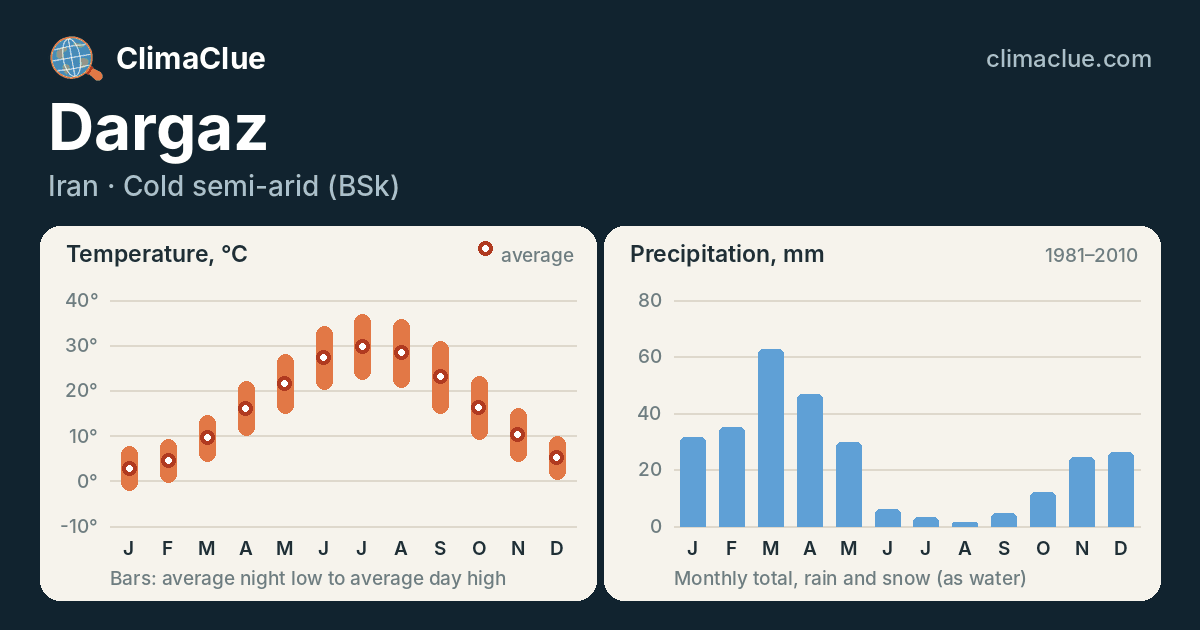 ClimaClue
climaclue.com
Dargaz
Iran · Cold semi-arid (BSk)
Temperature, °C
average
40°
30°
20°
10°
0°
-10°
J F M A M J J A S O N D
Bars: average night low to average day high
Precipitation, mm
1981–2010
80
60
40
20
0
J F M A M J J A S O N D
Monthly total, rain and snow (as water)